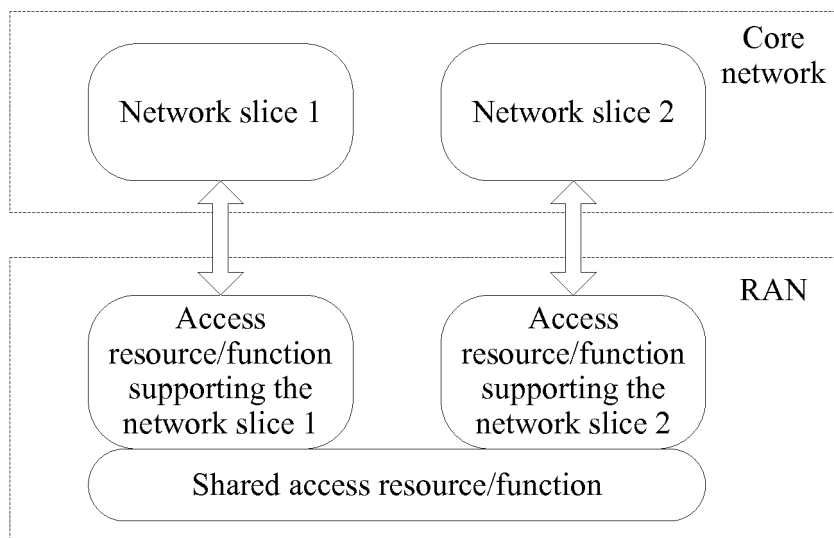 Core
network
Network slice 1
Network slice 2
RAN
Access
resource/function
supporting the
network slice 1
Access
resource/function
supporting the
network slice 2
Shared access resource/function